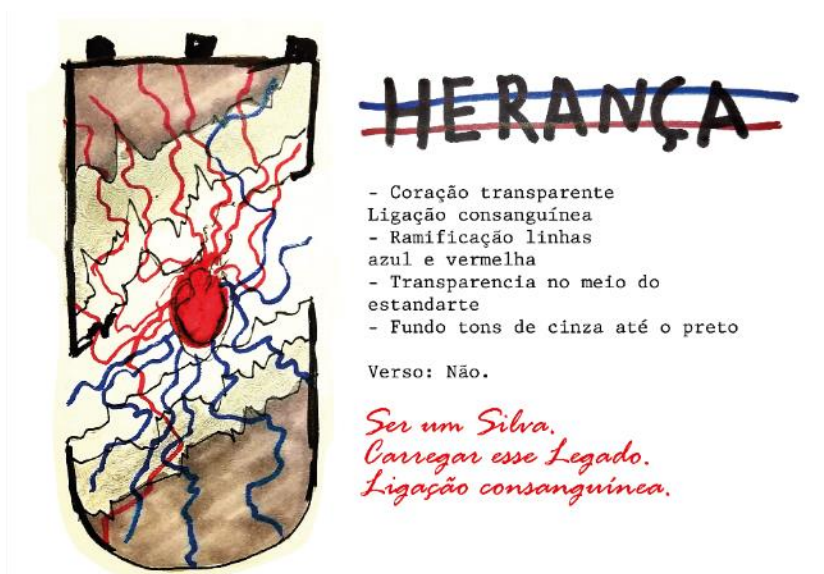 HERANÇA
- Coração transparente
Ligação consanguínea
- Ramificação linhas
azul e vermelha
- Transparencia no meio do
estandarte
- Fundo tons de cinza até o preto
Verso: Não.
Ser um Silva.
Carregar esse Legado.
Ligação consanguínea.